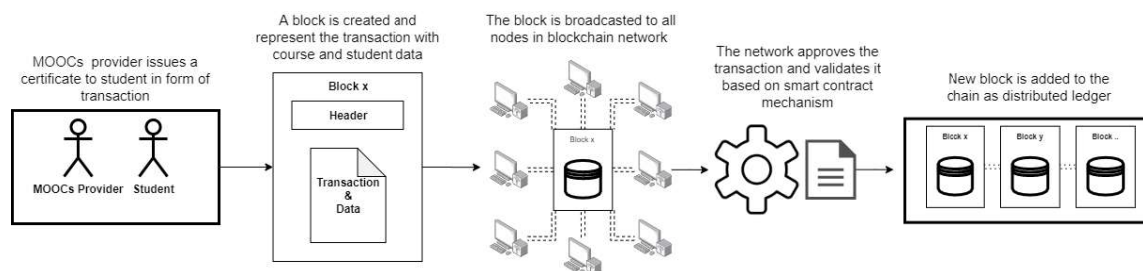 MOOCs provider issues a
certificate to student in form of
transaction
MOOCs Provider
Student
A block is created and
represent the transaction with
course and student data
Block x
Header
Transaction
&
Data
The block is broadcasted to all
nodes in blockchain network
Block x
The network approves the
transaction and validates it
based on smart contract
mechanism
New block is added to the
chain as distributed ledger
Block x
Block y
Block ..